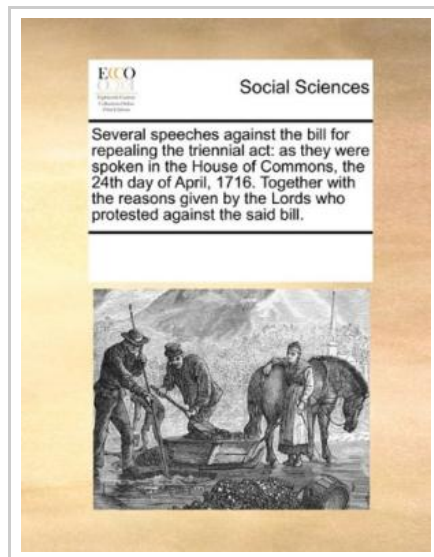 ECCO
Social Sciences
Several speeches against the bill for
repealing the triennial act: as they were
spoken in the House of Commons, the
24th day of April, 1716. Together with
the reasons given by the Lords who
protested against the said bill.